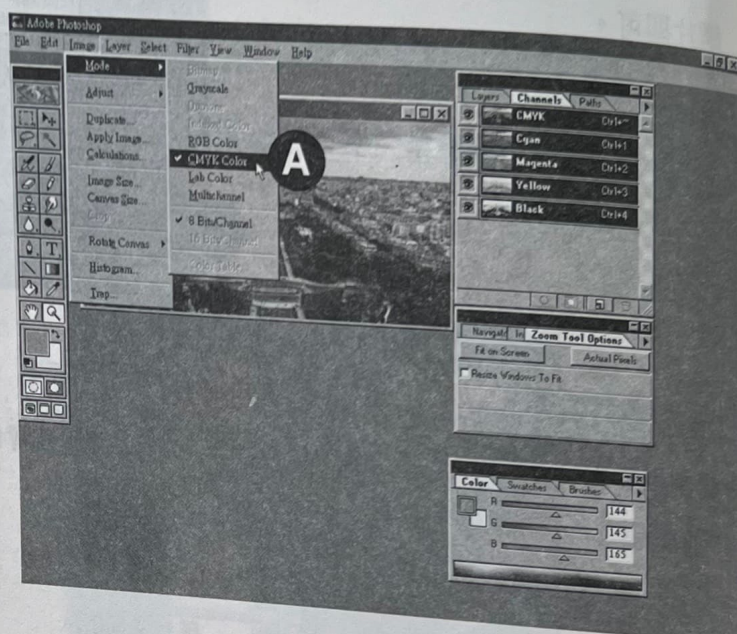 Adobe Photoshop
File Edit Image Layer Select Filter View Window Help
Mode
Adjust
Duplicate...
Apply Image...
Calculations...
Image Size...
Canvas Size...
Crop
Rotate Canvas
Histogram...
Trap...
Bitmap
Grayscale
Duotone
Indexed Color
RGB Color
CMYK Color
Lab Color
Multichannel
8 Bits/Channel
16 Bits/Channel
Color Table
A
Layers Channels Paths
CMYK Ctrl+~
Cyan Ctrl+1
Magenta Ctrl+2
Yellow Ctrl+3
Black Ctrl+4
Navigate In Zoom Tool Options
Fit on Screen Actual Pixels
Resize Windows To Fit
Color Swatches Brushes
R 144
G 145
B 165